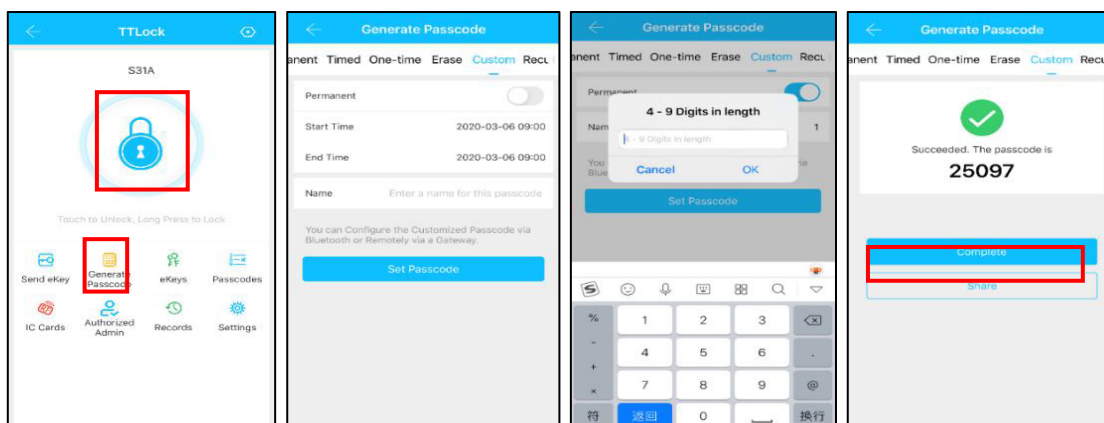 TTLock
S31A
Touch to Unlock, Long Press to Lock
Send eKey
Generate
Passcode
eKeys
Passcodes
IC Cards
Authorized
Admin
Records
Settings
Generate Passcode
anent Timed One-time Erase Custom Recu
Permanent
Start Time 2020-03-06 09:00
End Time 2020-03-06 09:00
Name Enter a name for this passcode
You can Configure the Customized Passcode via
Bluetooth or Remotely via a Gateway.
Set Passcode
Generate Passcode
anent Timed One-time Erase Custom Recu
Permanent
4 - 9 Digits in length
Nam 1
4 - 9 Digits in length
You via
Blue
Cancel OK
Set Passcode
% 1 2 3
- 4 5 6 .
+
× 7 8 9 @
符 返回 0 换行
Generate Passcode
anent Timed One-time Erase Custom Recu
Succeeded. The passcode is
25097
Complete
Share